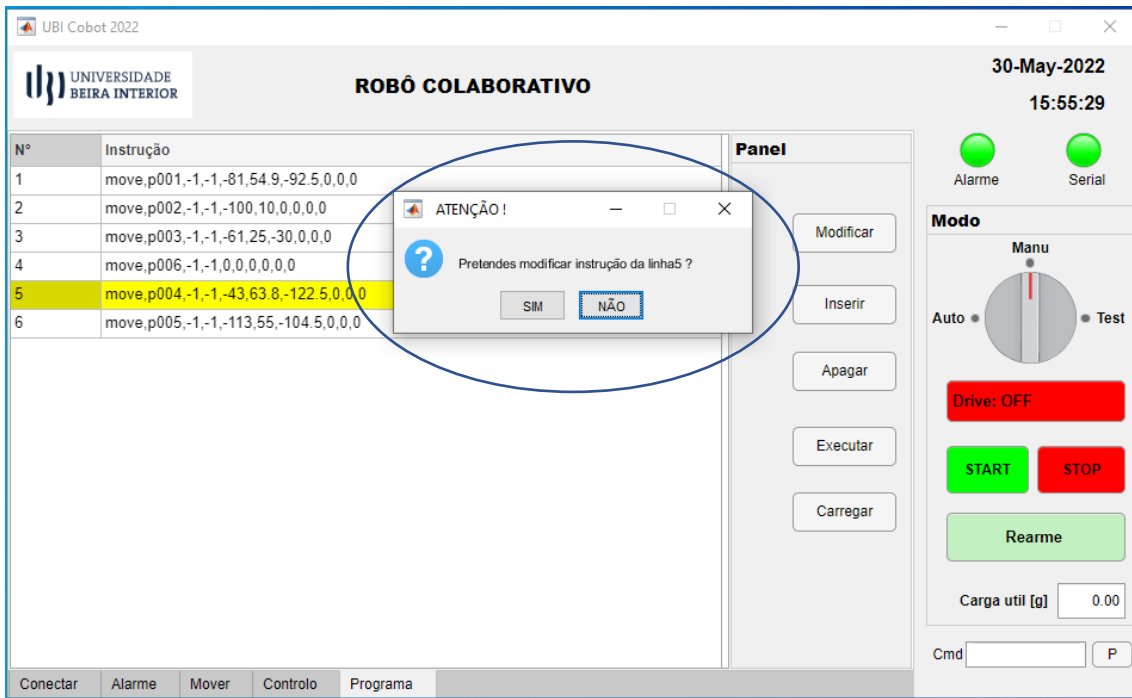 UBI Cobot 2022
UNIVERSIDADE
BEIRA INTERIOR
ROBÔ COLABORATIVO
30-May-2022
15:55:29
Nº Instrução
1 move,p001,-1,-1,-81,54.9,-92.5,0,0,0
2 move,p002,-1,-1,-100,10,0,0,0,0
3 move,p003,-1,-1,-61,25,-30,0,0,0
4 move,p006,-1,-1,0,0,0,0,0,0
5 move,p004,-1,-1,-43,63.8,-122.5,0,0,0
6 move,p005,-1,-1,-113,55,-104.5,0,0,0
ATENÇÃO !
Pretendes modificar instrução da linha5 ?
SIM NÃO
Panel
Modificar
Inserir
Apagar
Executar
Carregar
Alarme Serial
Modo
Manu
Auto Test
Drive: OFF
START STOP
Rearme
Carga util [g] 0.00
Cmd P
Conectar Alarme Mover Controlo Programa